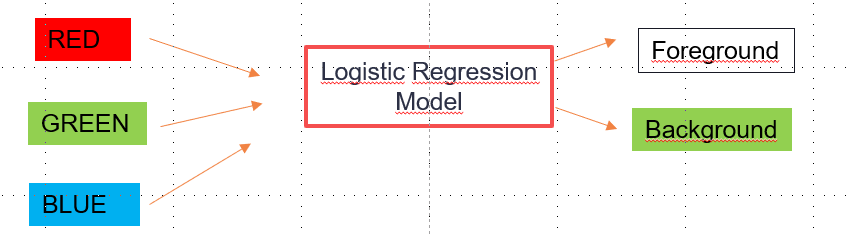 RED
GREEN
BLUE
Logistic Regression
Model
Foreground
Background